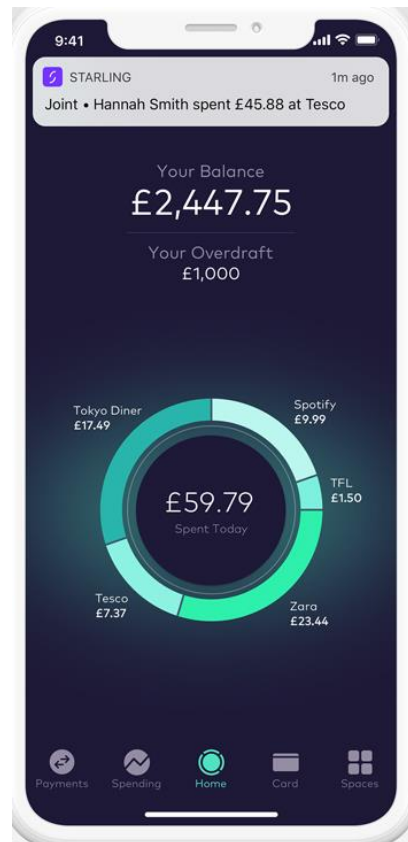 9:41
STARLING 1m ago
Joint • Hannah Smith spent £45.88 at Tesco
Your Balance
£2,447.75
Your Overdraft
£1,000
Tokyo Diner
£17.49
Spotify
£9.99
TFL
£1.50
£59.79
Spent Today
Tesco
£7.37
Zara
£23.44
Payments Spending Home Card Spaces